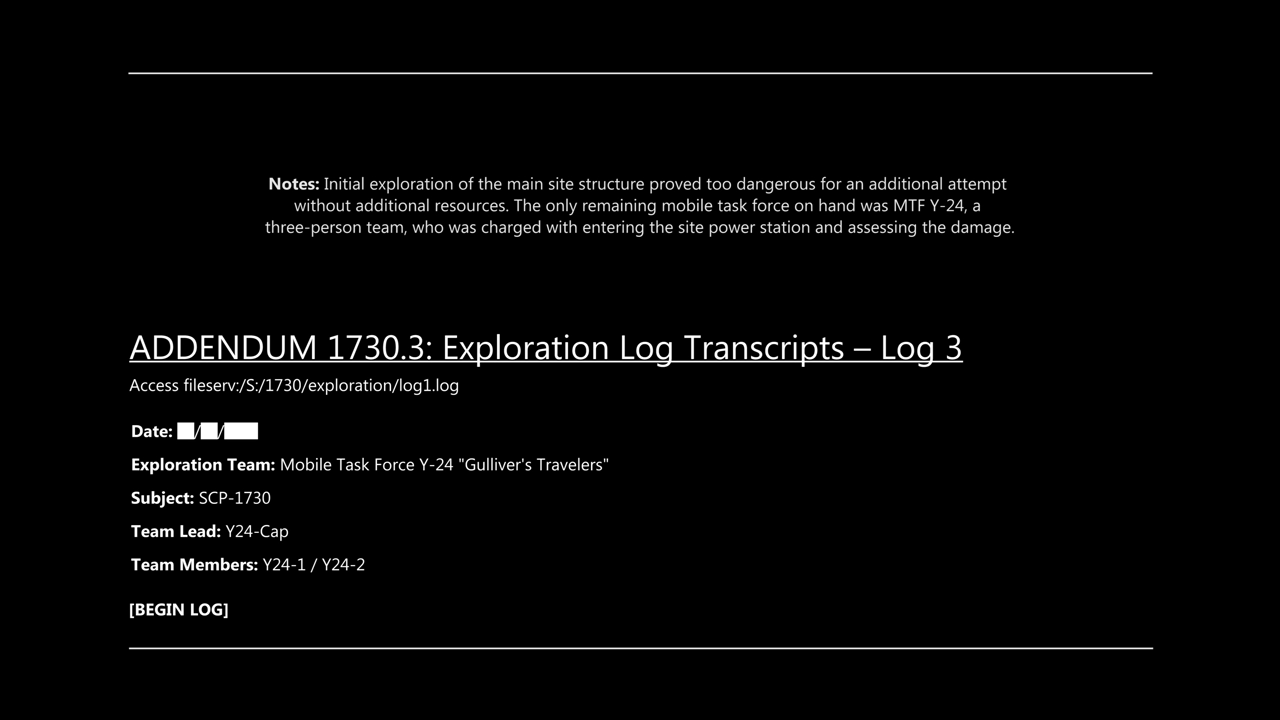 Notes: Initial exploration of the main site structure proved too dangerous for an additional attempt
without additional resources. The only remaining mobile task force on hand was MTF Y-24, a
three-person team, who was charged with entering the site power station and assessing the damage.
ADDENDUM 1730.3: Exploration Log Transcripts – Log 3
Access fileserv:/S:/1730/exploration/log1.log
Date: ██/██/████
Exploration Team: Mobile Task Force Y-24 "Gulliver's Travelers"
Subject: SCP-1730
Team Lead: Y24-Cap
Team Members: Y24-1 / Y24-2
[BEGIN LOG]